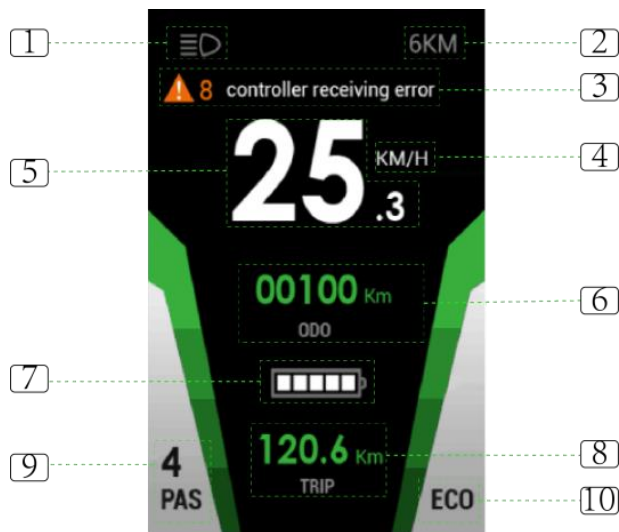 1
6KM
2
8 controller receiving error
3
25.3
KM/H
4
5
00100 Km
ODO
6
7
120.6 Km
TRIP
8
4
PAS
9
ECO
10